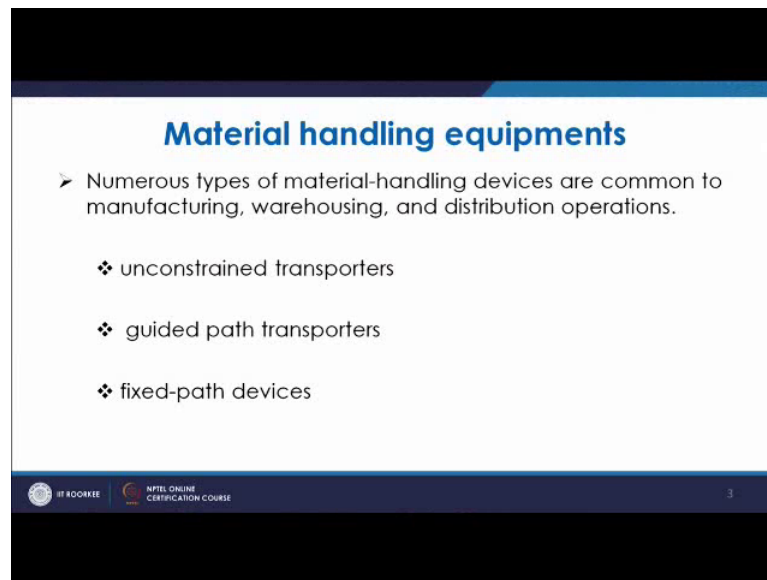 Material handling equipments
➢ Numerous types of material-handling devices are common to
manufacturing, warehousing, and distribution operations.
❖ unconstrained transporters
❖ guided path transporters
❖ fixed-path devices
IIT ROORKEE
NPTEL ONLINE
CERTIFICATION COURSE
3